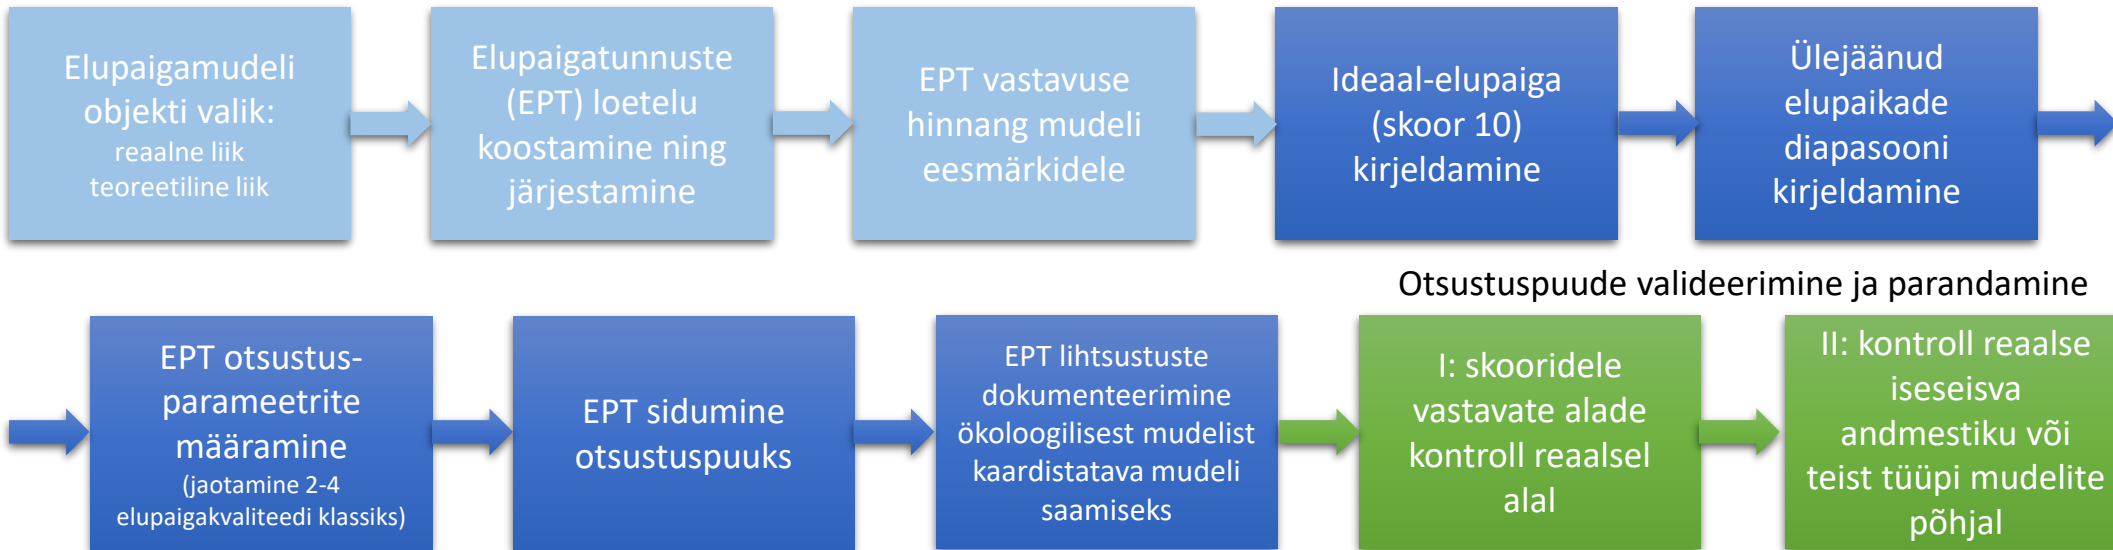 Elupaigamudeli
objekti valik:
reaalne liik
teoreetiline liik
Elupaigatunnuste
(EPT) loetelu
koostamine ning
järjestamine
EPT vastavuse
hinnang mudeli
eesmärkidele
Ideaal-elupaiga
(skoor 10)
kirjeldamine
Ülejäänud
elupaikade
diapasooni
kirjeldamine
Otsustuspuude valideerimine ja parandamine
EPT otsustus-
parameetrite
määramine
(jaotamine 2-4
elupaigakvaliteedi klassiks)
EPT sidumine
otsustuspuuks
EPT lihtsustuste
dokumenteerimine
ökoloogilisest mudelist
kaardistatava mudeli
saamiseks
I: skooridele
vastavate alade
kontroll reaalsel
alal
II: kontroll reaalse
iseseisva
andmestiku või
teist tüüpi mudelite
põhjal